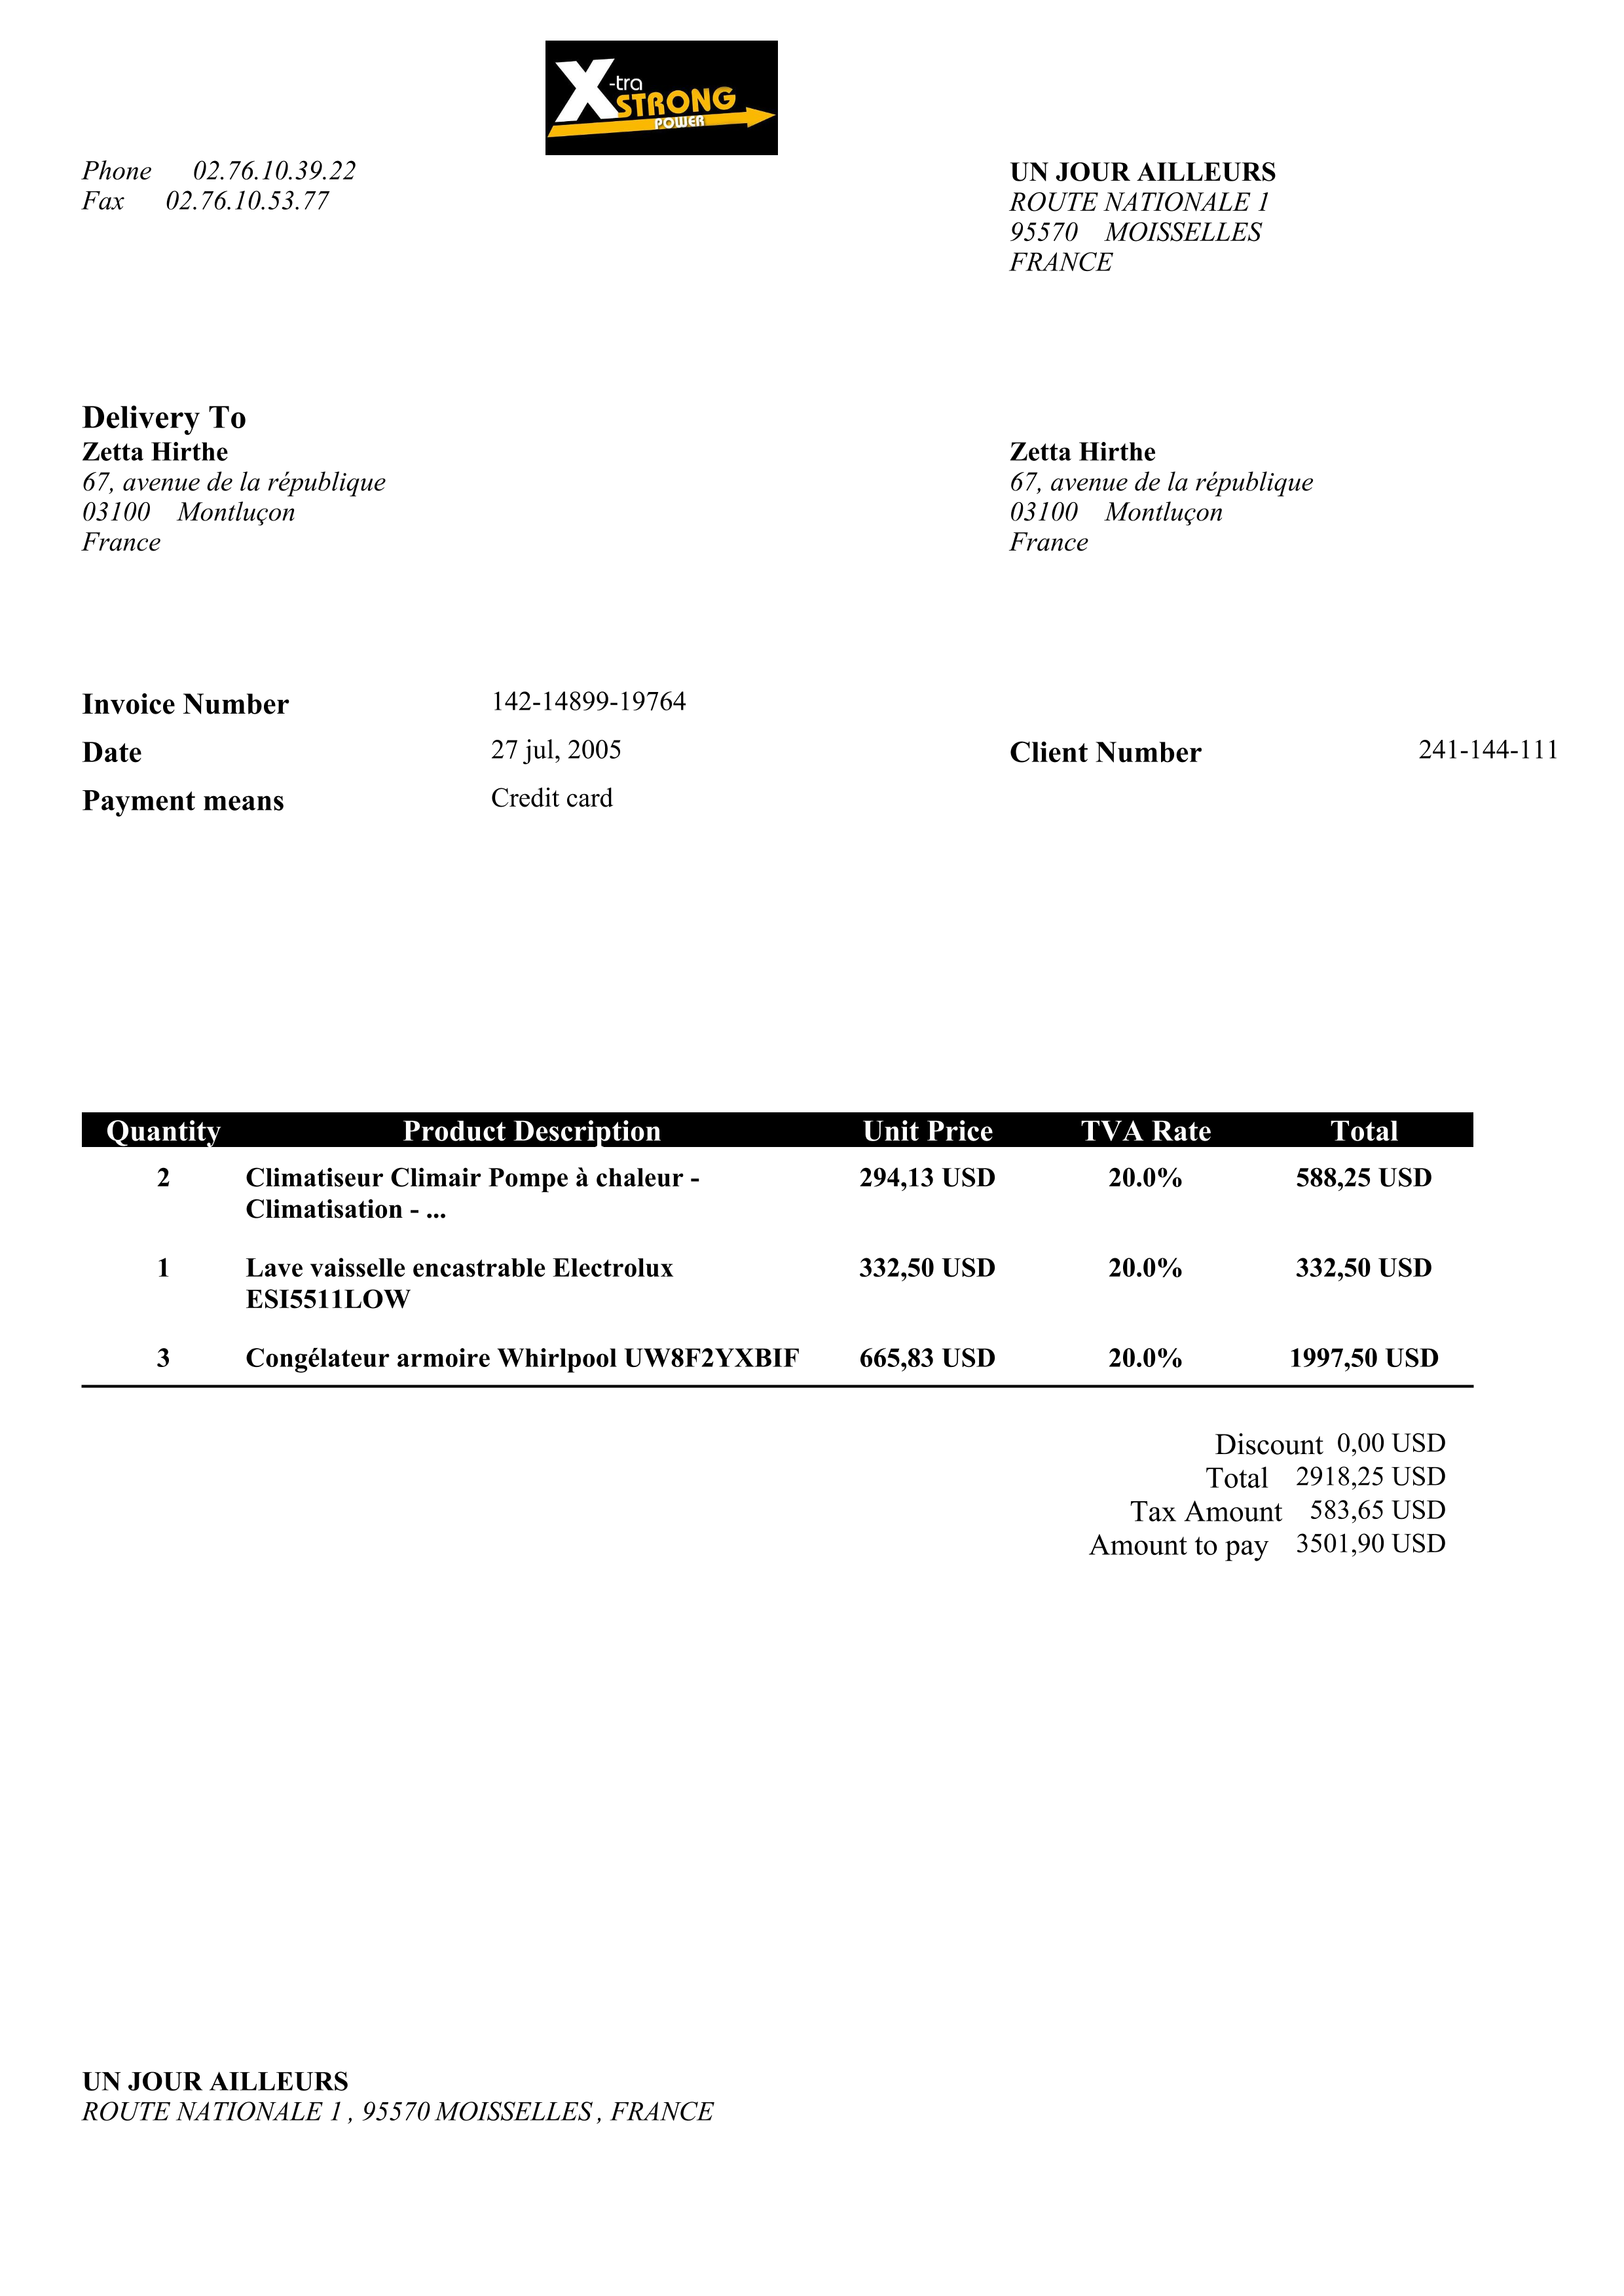 X-tra
STRONG
POWER
Phone 02.76.10.39.22
Fax 02.76.10.53.77
UN JOUR AILLEURS
ROUTE NATIONALE 1
95570 MOISSELLES
FRANCE
Delivery To
Zetta Hirthe
67, avenue de la république
03100 Montluçon
France
Zetta Hirthe
67, avenue de la république
03100 Montluçon
France
Invoice Number 142-14899-19764
Date 27 jul, 2005 Client Number 241-144-111
Payment means Credit card
Quantity Product Description Unit Price TVA Rate Total
2 Climatiseur Climair Pompe à chaleur - 294,13 USD 20.0% 588,25 USD
Climatisation - ...
1 Lave vaisselle encastrable Electrolux 332,50 USD 20.0% 332,50 USD
ESI5511LOW
3 Congélateur armoire Whirlpool UW8F2YXBIF 665,83 USD 20.0% 1997,50 USD
Discount 0,00 USD
Total 2918,25 USD
Tax Amount 583,65 USD
Amount to pay 3501,90 USD
UN JOUR AILLEURS
ROUTE NATIONALE 1 , 95570 MOISSELLES , FRANCE